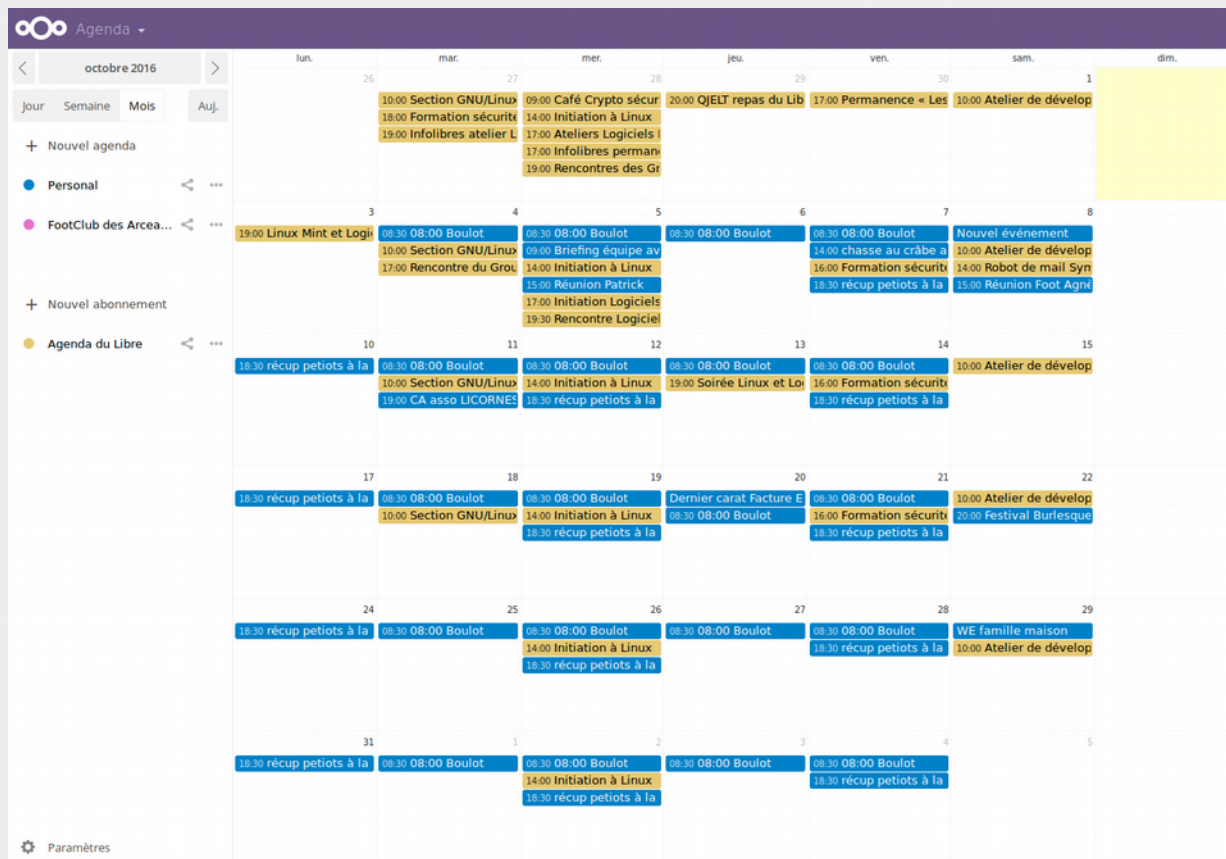 Agenda
octobre 2016
Jour Semaine Mois Auj.
Nouvel agenda
Personal
FootClub des Arcea...
Nouvel abonnement
Agenda du Libre
Paramètres
lun. mar. mer. jeu. ven. sam. dim.
26 27 28 29 30 1
10:00 Section GNU/Linux 09:00 Café Crypto sécur 20:00 QJELT repas du Lib 17:00 Permanence « Les 10:00 Atelier de dévelop
18:00 Formation sécurité 14:00 Initiation à Linux
19:00 Infolibres atelier L 17:00 Ateliers Logiciels
17:00 Infolibres perman
19:00 Rencontres des Gr
3 4 5 6 7 8
19:00 Linux Mint et Logi 08:30 08:00 Boulot 08:30 08:00 Boulot 08:30 08:00 Boulot 08:30 08:00 Boulot Nouvel événement
10:00 Section GNU/Linux 09:00 Briefing équipe av 14:00 chasse au crâbe a 10:00 Atelier de dévelop
17:00 Rencontre du Grou 14:00 Initiation à Linux 16:00 Formation sécurité 14:00 Robot de mail Sym
15:00 Réunion Patrick 18:30 récup petiots à la 15:00 Réunion Foot Agnè
17:00 Initiation Logiciels
19:30 Rencontre Logiciel
10 11 12 13 14 15
18:30 récup petiots à la 08:30 08:00 Boulot 08:30 08:00 Boulot 08:30 08:00 Boulot 08:30 08:00 Boulot 10:00 Atelier de dévelop
10:00 Section GNU/Linux 14:00 Initiation à Linux 19:00 Soirée Linux et Lo 16:00 Formation sécurité
19:00 CA asso LICORNES 18:30 récup petiots à la 18:30 récup petiots à la
17 18 19 20 21 22
18:30 récup petiots à la 08:30 08:00 Boulot 08:30 08:00 Boulot Dernier carat Facture E 08:30 08:00 Boulot 10:00 Atelier de dévelop
10:00 Section GNU/Linux 14:00 Initiation à Linux 08:30 08:00 Boulot 16:00 Formation sécurité 20:00 Festival Burlesque
18:30 récup petiots à la 18:30 récup petiots à la
24 25 26 27 28 29
18:30 récup petiots à la 08:30 08:00 Boulot 08:30 08:00 Boulot 08:30 08:00 Boulot 08:30 08:00 Boulot WE famille maison
14:00 Initiation à Linux 18:30 récup petiots à la 10:00 Atelier de dévelop
18:30 récup petiots à la
31 1 2 3 4 5
18:30 récup petiots à la 08:30 08:00 Boulot 08:30 08:00 Boulot 08:30 08:00 Boulot 08:30 08:00 Boulot
14:00 Initiation à Linux 18:30 récup petiots à la
18:30 récup petiots à la